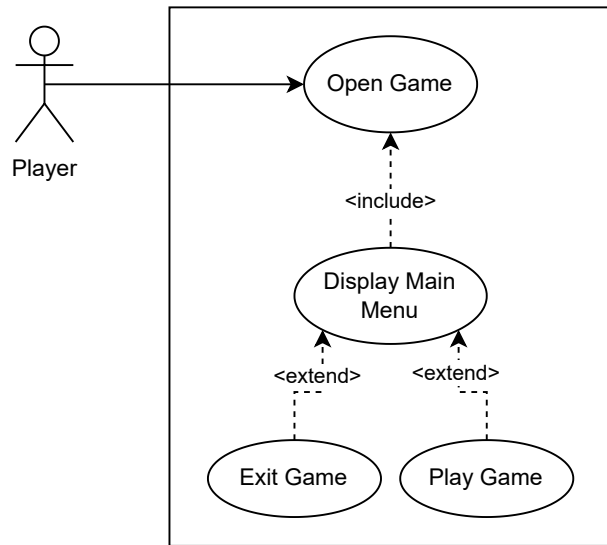 Open Game
Player
<include>
Display Main
Menu
<extend>
<extend>
Exit Game
Play Game